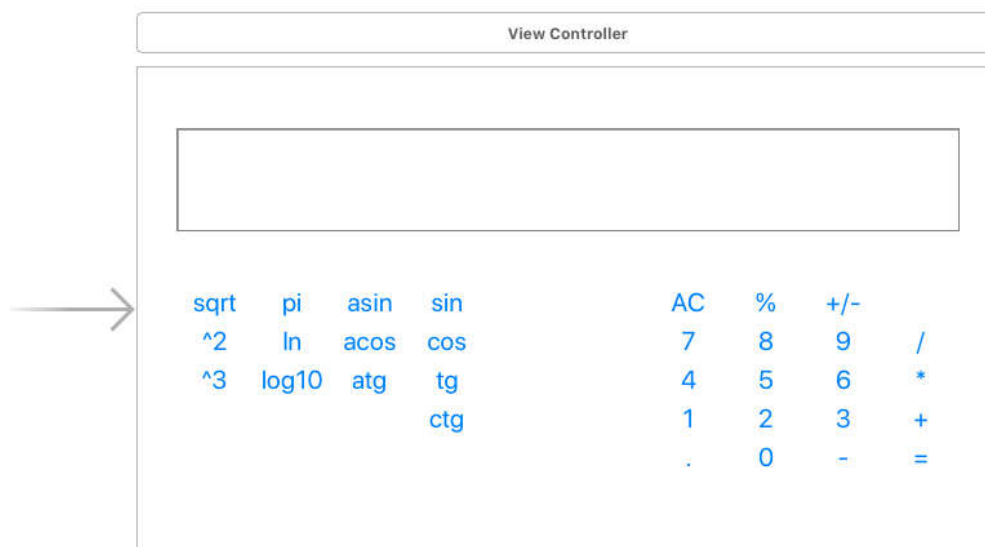 View Controller
sqrt pi asin sin AC % +/-
^2 ln acos cos 7 8 9 /
^3 log10 atg tg 4 5 6 *
ctg 1 2 3 +
. 0 - =